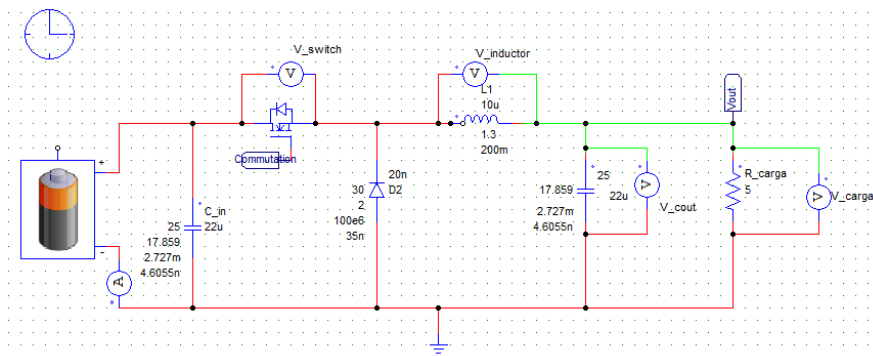 V_switch
V
V_inductor
V
L1
10u
1.3
200m
Vout
Commutation
+
-
A
C_in
22u
25
17.859
2.727m
4.6055n
20n
D2
30
2
100e6
35n
25
17.859
22u
2.727m
4.6055n
V
V_cout
R_carga
5
V
V_carga